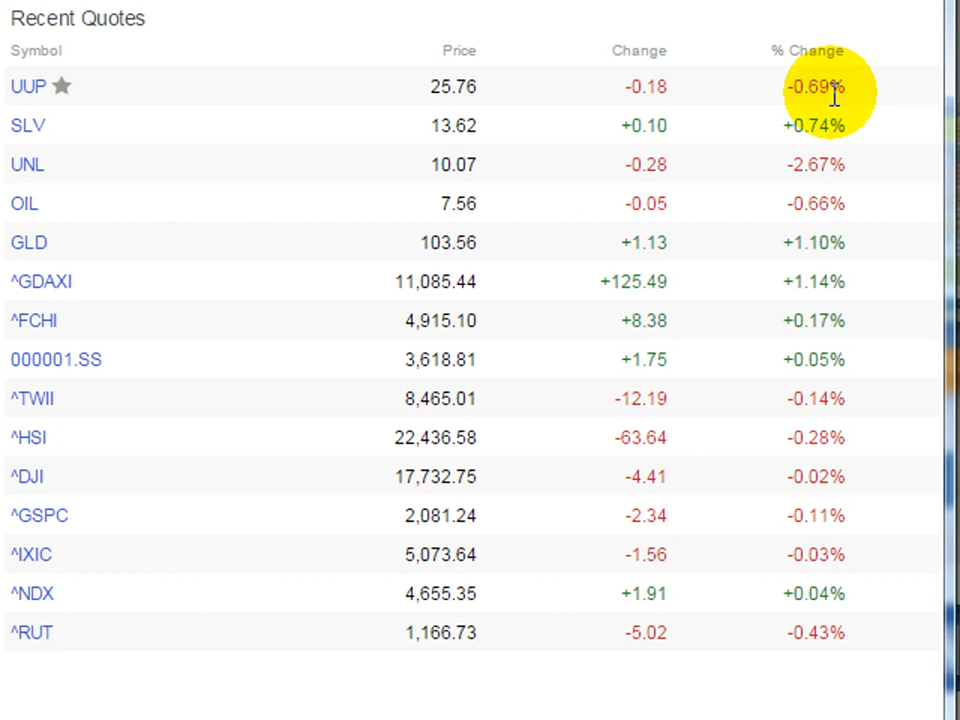 Recent Quotes
Symbol Price Change % Change
UUP 25.76 -0.18 -0.69%
SLV 13.62 +0.10 +0.74%
UNL 10.07 -0.28 -2.67%
OIL 7.56 -0.05 -0.66%
GLD 103.56 +1.13 +1.10%
^GDAXI 11,085.44 +125.49 +1.14%
^FCHI 4,915.10 +8.38 +0.17%
000001.SS 3,618.81 +1.75 +0.05%
^TWII 8,465.01 -12.19 -0.14%
^HSI 22,436.58 -63.64 -0.28%
^DJI 17,732.75 -4.41 -0.02%
^GSPC 2,081.24 -2.34 -0.11%
^IXIC 5,073.64 -1.56 -0.03%
^NDX 4,655.35 +1.91 +0.04%
^RUT 1,166.73 -5.02 -0.43%